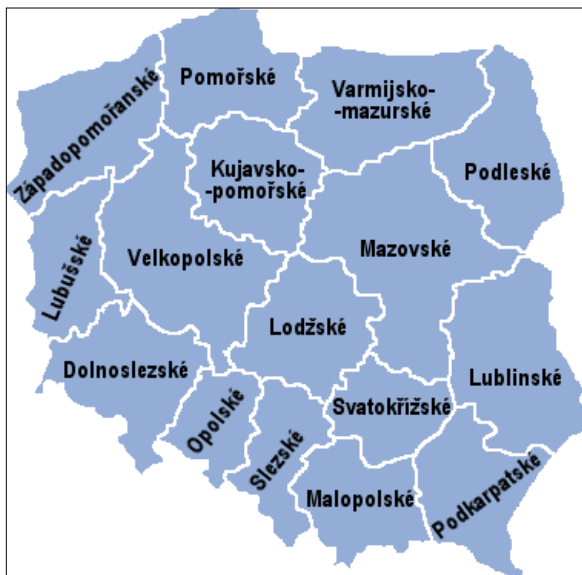 Pomořské
Varmijsko-
-mazurské
Západopomořanské
Kujavsko-
-pomořské
Podleské
Velkopolské
Mazovské
Lubušské
Lodžské
Dolnoslezské
Lublinské
Svatokřížské
Opolské
Slezské
Malopolské
Podkarpatské